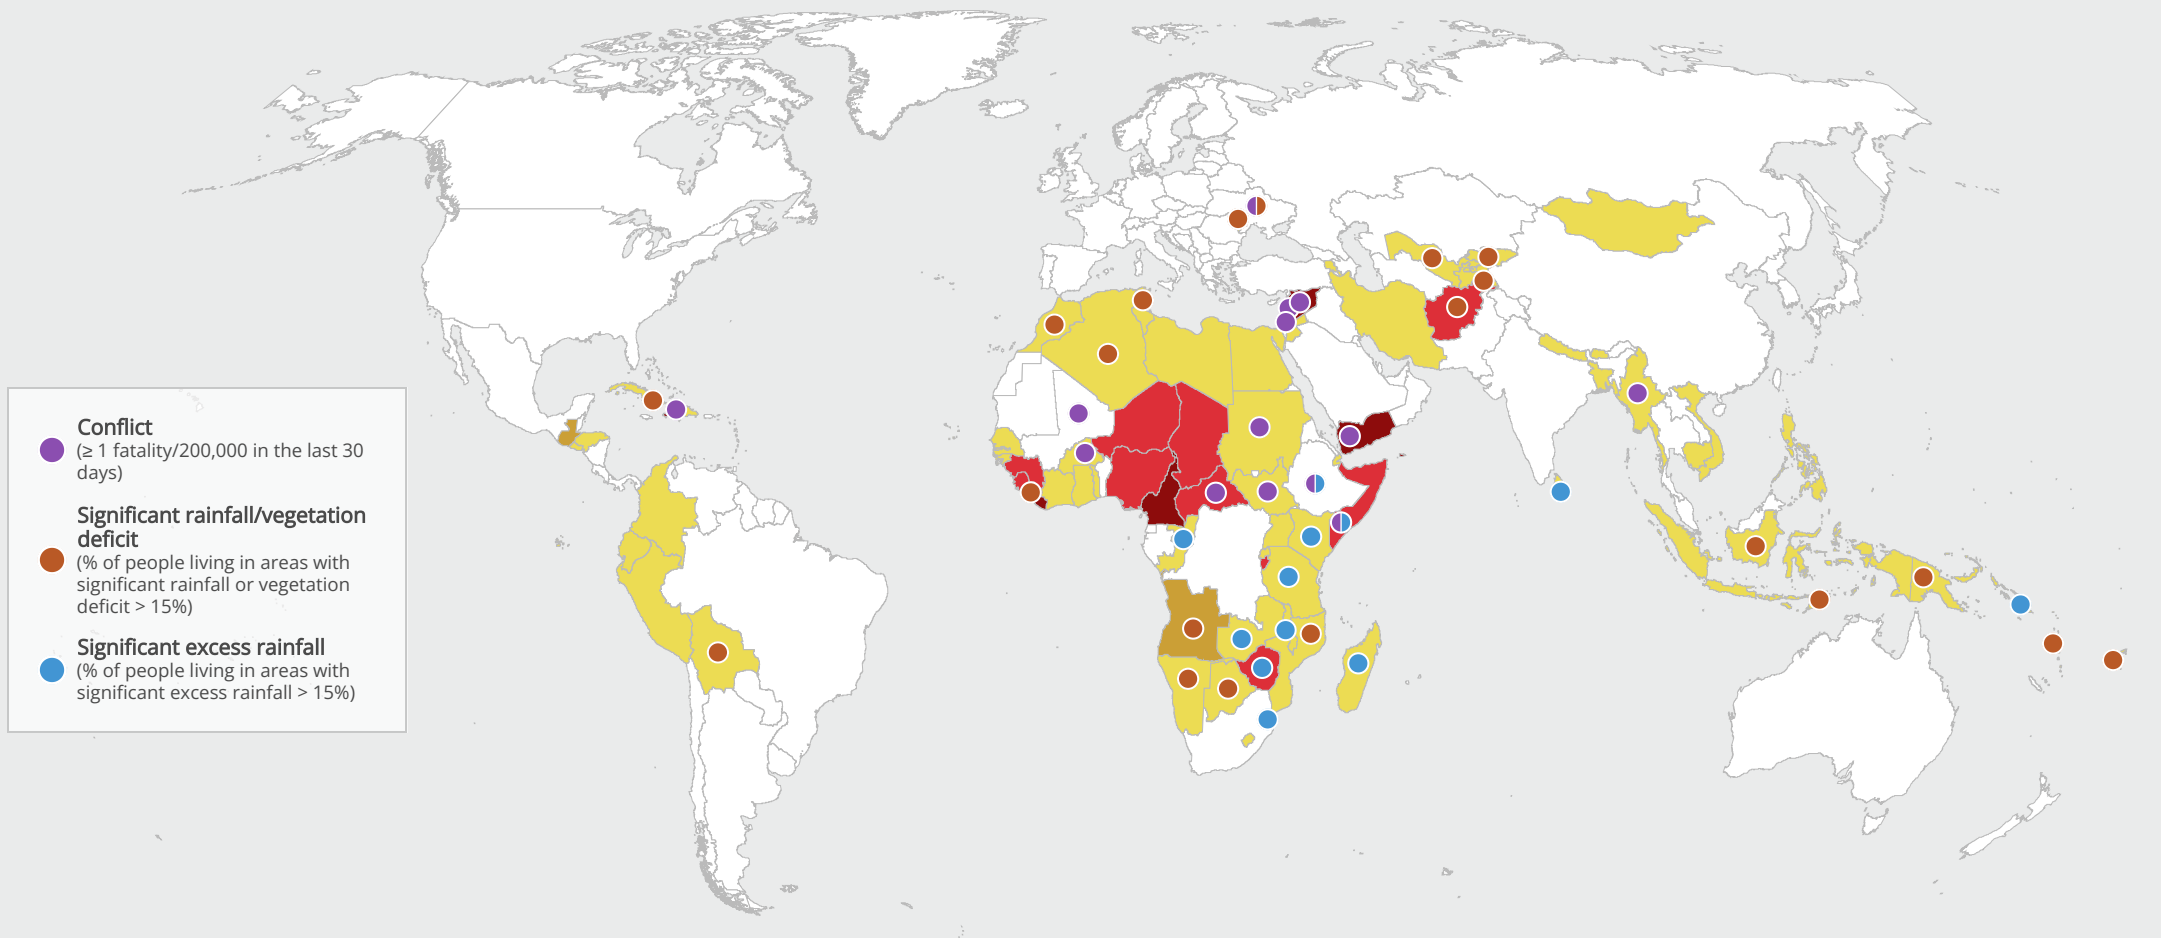 Conflict
(≥ 1 fatality/200,000 in the last 30
days)
Significant rainfall/vegetation
deficit
(% of people living in areas with
significant rainfall or vegetation
deficit > 15%)
Significant excess rainfall
(% of people living in areas with
significant excess rainfall > 15%)